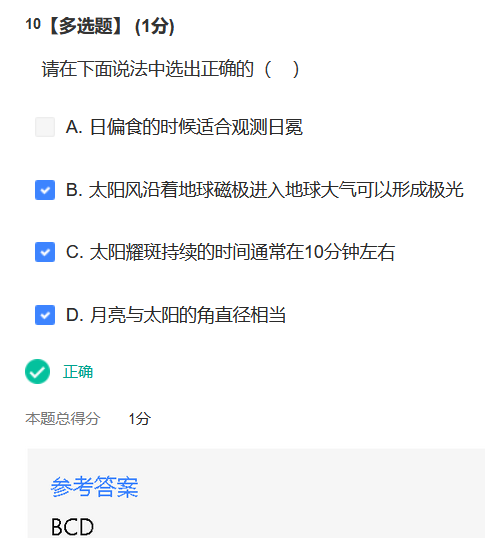 10【多选题】 (1分)
请在下面说法中选出正确的（ ）
A. 日偏食的时候适合观测日冕
B. 太阳风沿着地球磁极进入地球大气可以形成极光
C. 太阳耀斑持续的时间通常在10分钟左右
D. 月亮与太阳的角直径相当
正确
本题总得分 1分
参考答案
BCD